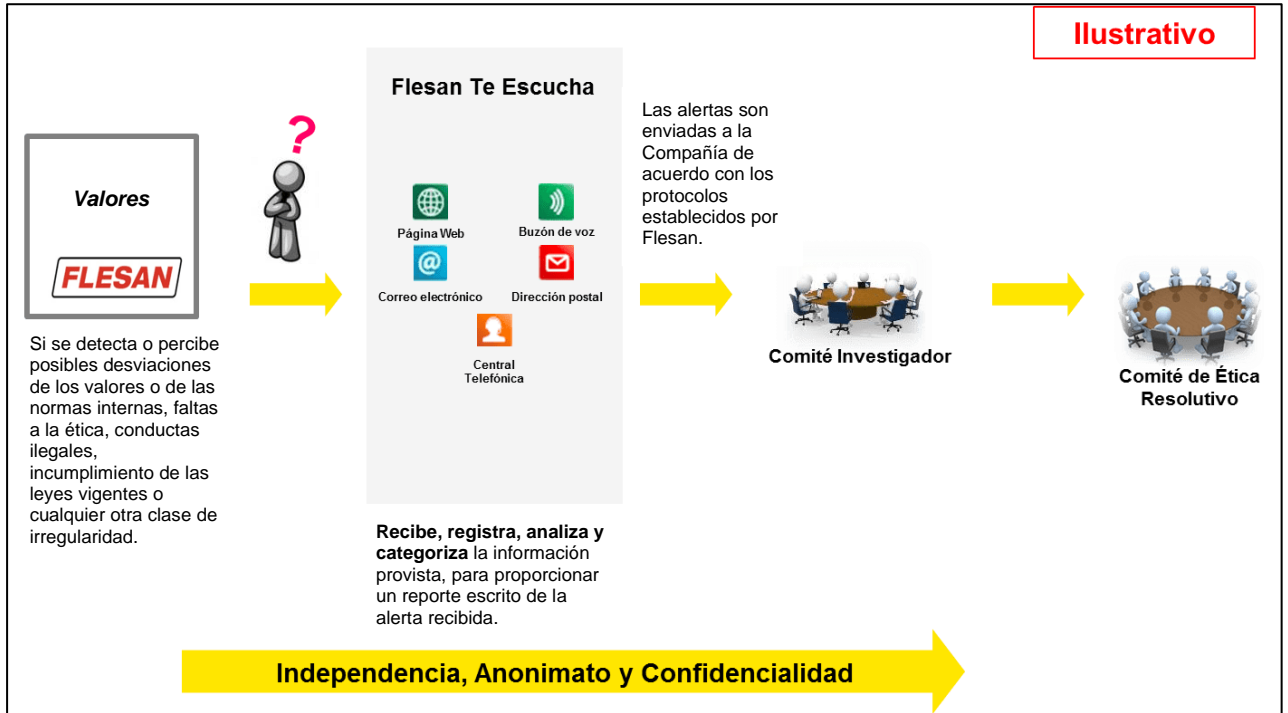 Ilustrativo
Valores
FLESAN
Si se detecta o percibe
posibles desviaciones
de los valores o de las
normas internas, faltas
a la ética, conductas
ilegales,
incumplimiento de las
leyes vigentes o
cualquier otra clase de
irregularidad.
?
Flesan Te Escucha
Página Web
Buzón de voz
@
Correo electrónico
Dirección postal
Central
Telefónica
Recibe, registra, analiza y
categoriza la información
provista, para proporcionar
un reporte escrito de la
alerta recibida.
Las alertas son
enviadas a la
Compañía de
acuerdo con los
protocolos
establecidos por
Flesan.
Comité Investigador
Comité de Ética
Resolutivo
Independencia, Anonimato y Confidencialidad